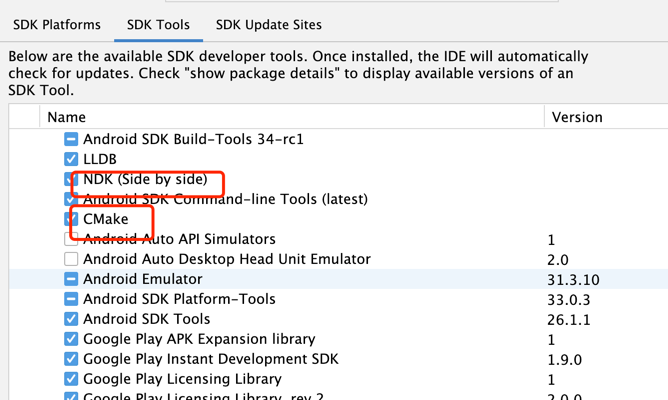 SDK Platforms SDK Tools SDK Update Sites
Below are the available SDK developer tools. Once installed, the IDE will automatically
check for updates. Check "show package details" to display available versions of an
SDK Tool.
Name Version
Android SDK Build-Tools 34-rc1
LLDB
NDK (Side by side)
Android SDK Command-line Tools (latest)
CMake
Android Auto API Simulators 1
Android Auto Desktop Head Unit Emulator 2.0
Android Emulator 31.3.10
Android SDK Platform-Tools 33.0.3
Android SDK Tools 26.1.1
Google Play APK Expansion library 1
Google Play Instant Development SDK 1.9.0
Google Play Licensing Library 1
Google Play Licensing Library, rev 2 2.0.0